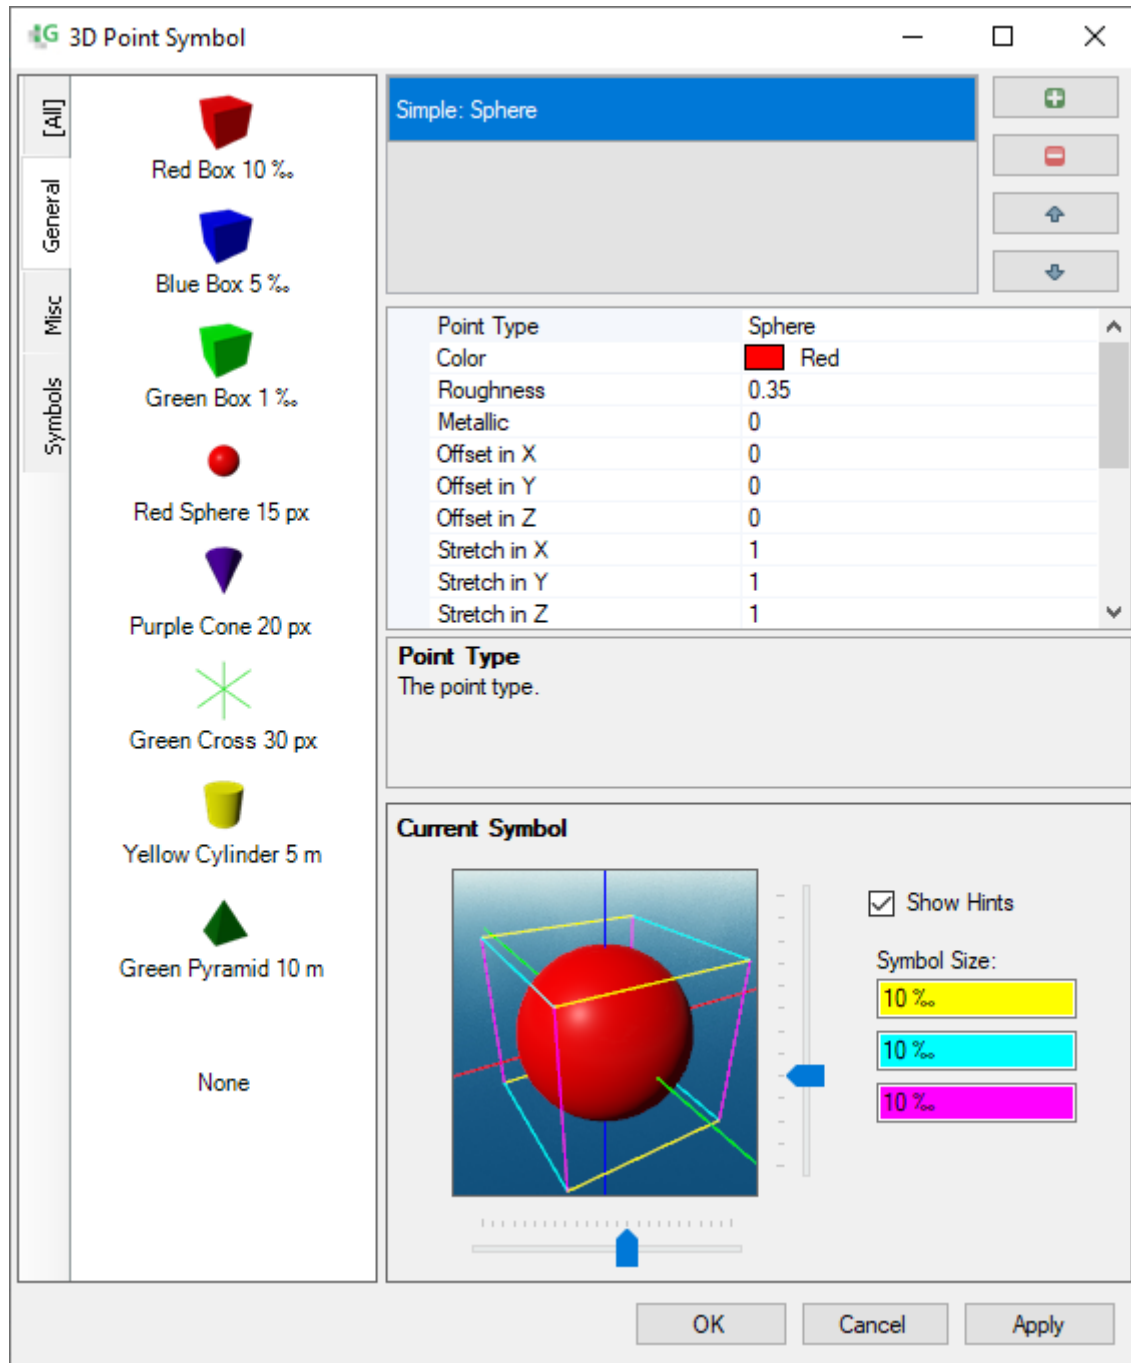 3D Point Symbol
[All]
General
Misc
Symbols
Red Box 10 ‰
Blue Box 5 ‰
Green Box 1 ‰
Red Sphere 15 px
Purple Cone 20 px
Green Cross 30 px
Yellow Cylinder 5 m
Green Pyramid 10 m
None
Simple: Sphere
Point Type Sphere
Color Red
Roughness 0.35
Metallic 0
Offset in X 0
Offset in Y 0
Offset in Z 0
Stretch in X 1
Stretch in Y 1
Stretch in Z 1
Point Type
The point type.
Current Symbol
Show Hints
Symbol Size:
10 ‰
10 ‰
10 ‰
OK Cancel Apply